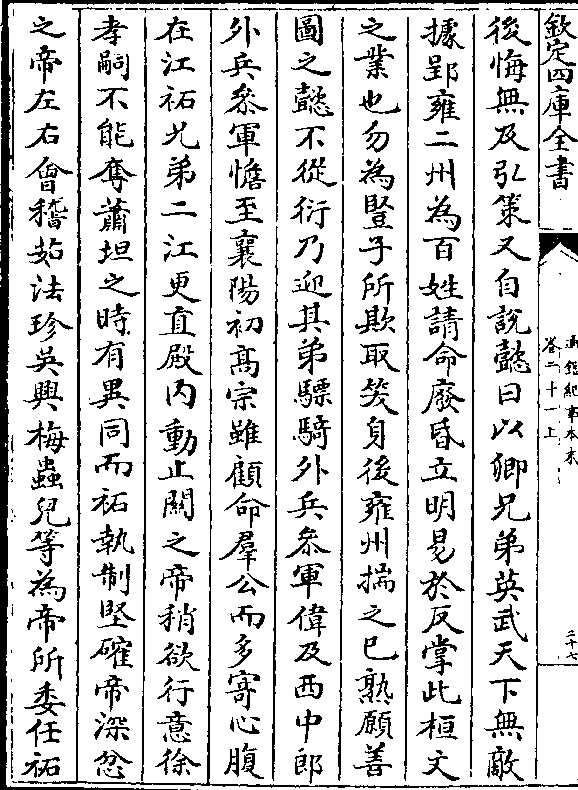 欽定四庫全書
通鑑紀事本末
卷二十一上
二十七
後悔無及弘策又自説懿曰以卿兄弟英武天下無敵
據郢雍二州為百姓請命廢昏立明易於反掌此桓文
之業也勿為豎子所欺取笑身後雍州揣之已熟願善
圖之懿不從衍乃迎其弟驃騎外兵叅軍偉及西中郎
外兵叅軍憺至襄陽初髙宗雖顧命羣公而多寄心腹
在江祏兄弟二江更直殿内動止關之帝稍欲行意徐
孝嗣不能奪蕭坦之時有異同而祏執制堅確帝深忿
之帝左右㑹稽茹法珍吳興梅蟲兒等為帝所委任祏